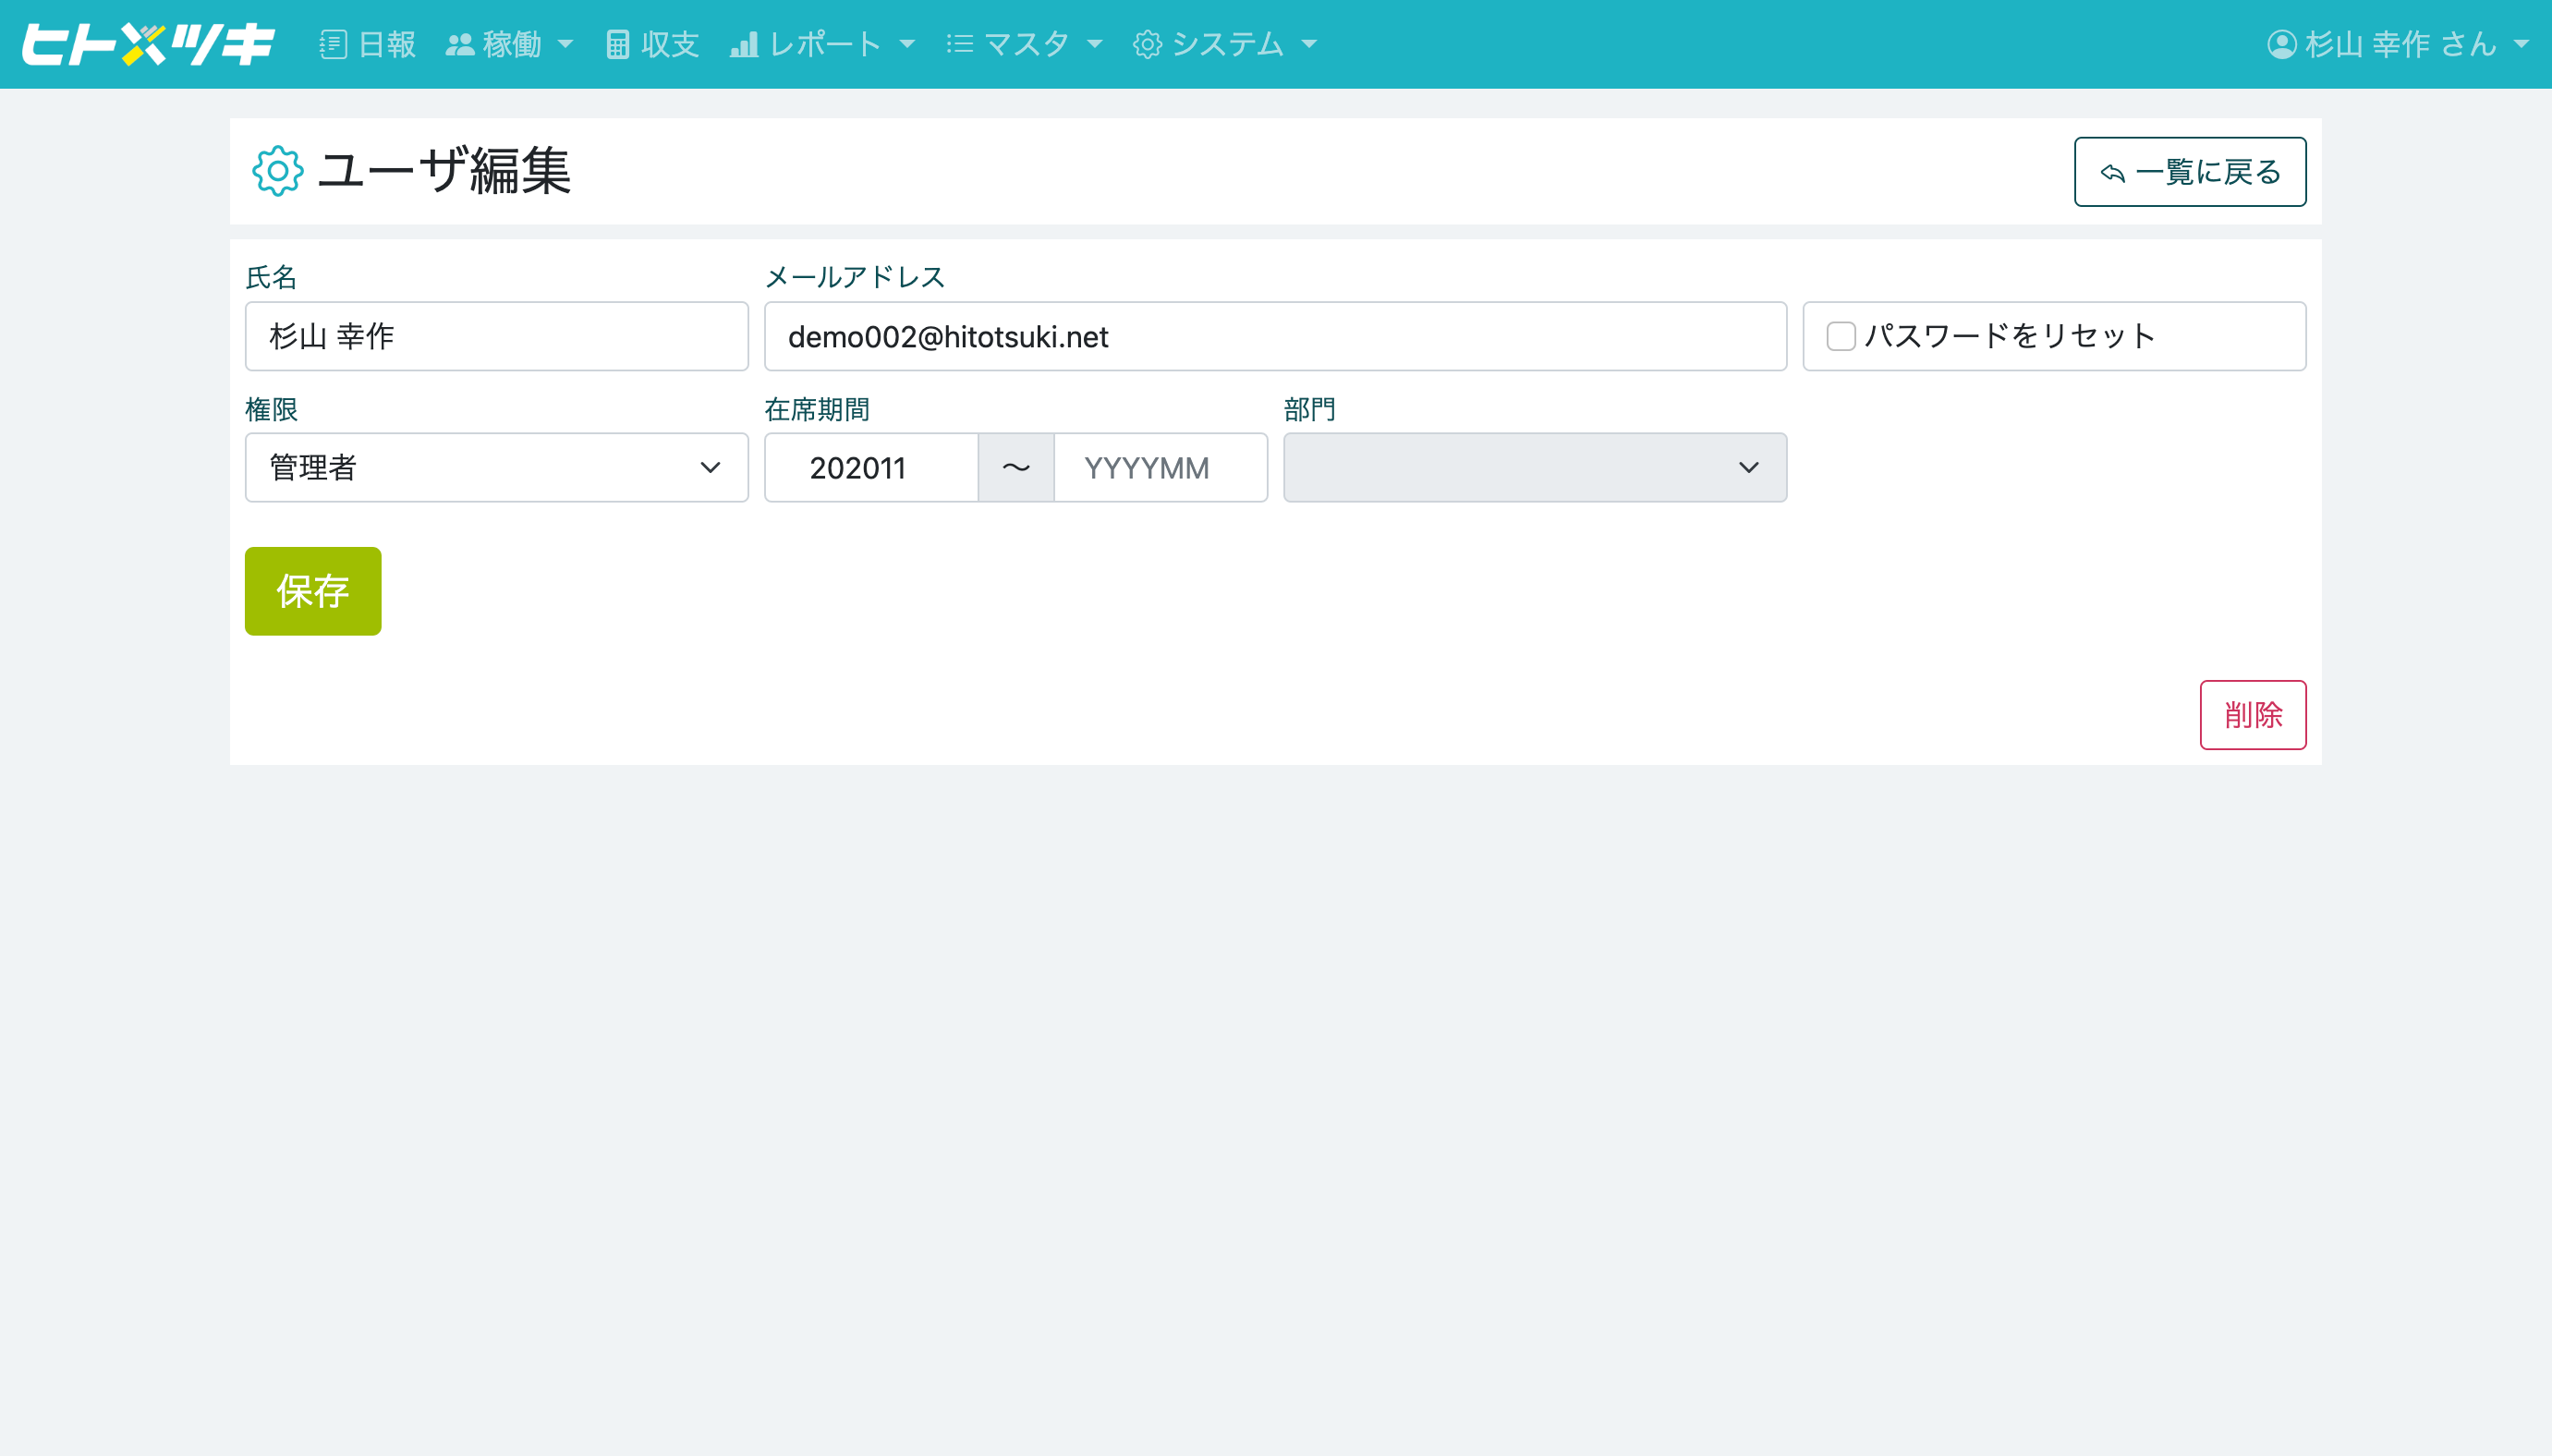 ヒトツキ 日報 稼働 収支 レポート マスタ システム 杉山 幸作 さん
ユーザ編集 一覧に戻る
氏名 メールアドレス
杉山 幸作 demo002@hitotsuki.net パスワードをリセット
権限 在席期間 部門
管理者 202011 〜 YYYYMM
保存
削除